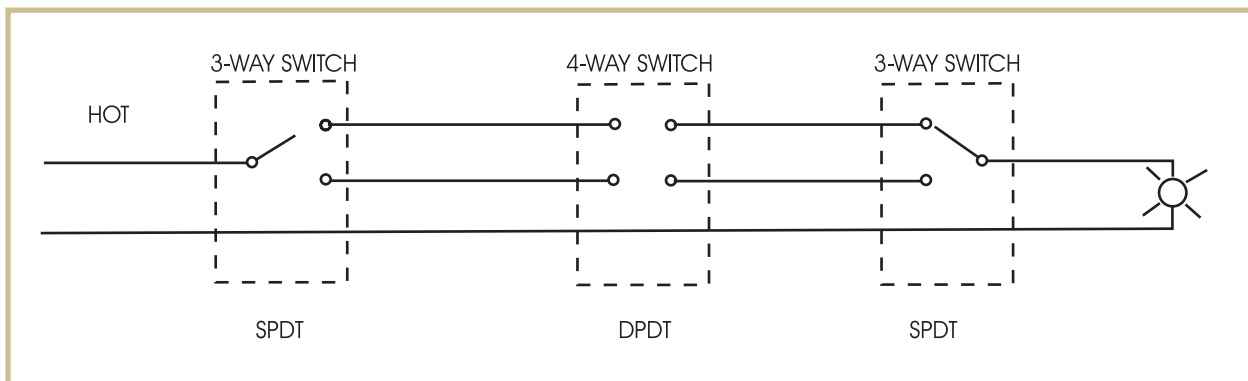 3-WAY SWITCH
4-WAY SWITCH
3-WAY SWITCH
HOT
SPDT
DPDT
SPDT